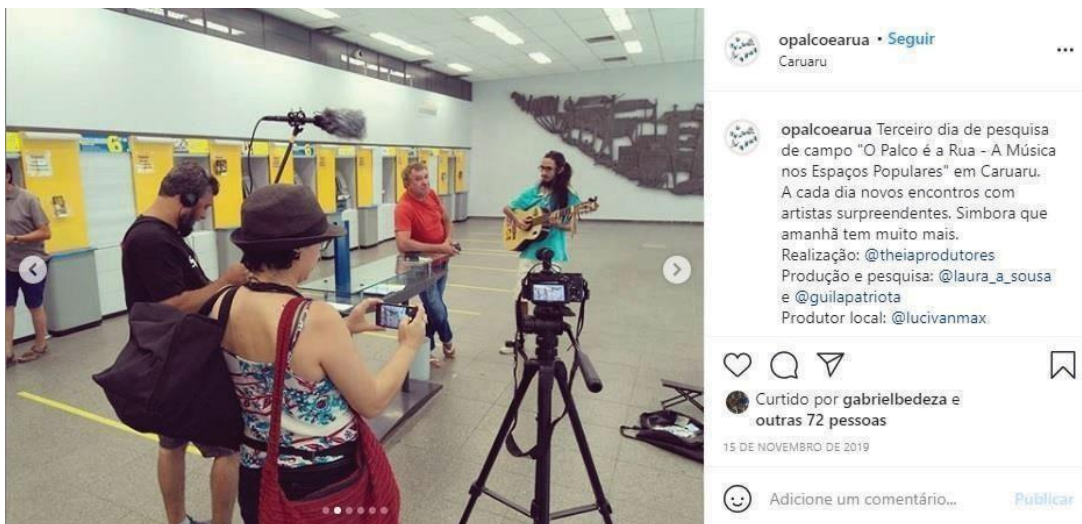 opalcoearua • Seguir
Caruaru
opalcoearua Terceiro dia de pesquisa
de campo "O Palco é a Rua - A Música
nos Espaços Populares" em Caruaru.
A cada dia novos encontros com
artistas surpreendentes. Simbora que
amanhã tem muito mais.
Realização: @theiaprodutores
Produção e pesquisa: @laura_a_sousa
e @guilapatriota
Produtor local: @lucivanmax
Curtido por gabrielbedeza e
outras 72 pessoas
15 DE NOVEMBRO DE 2019
Adicione um comentário...
Publicar